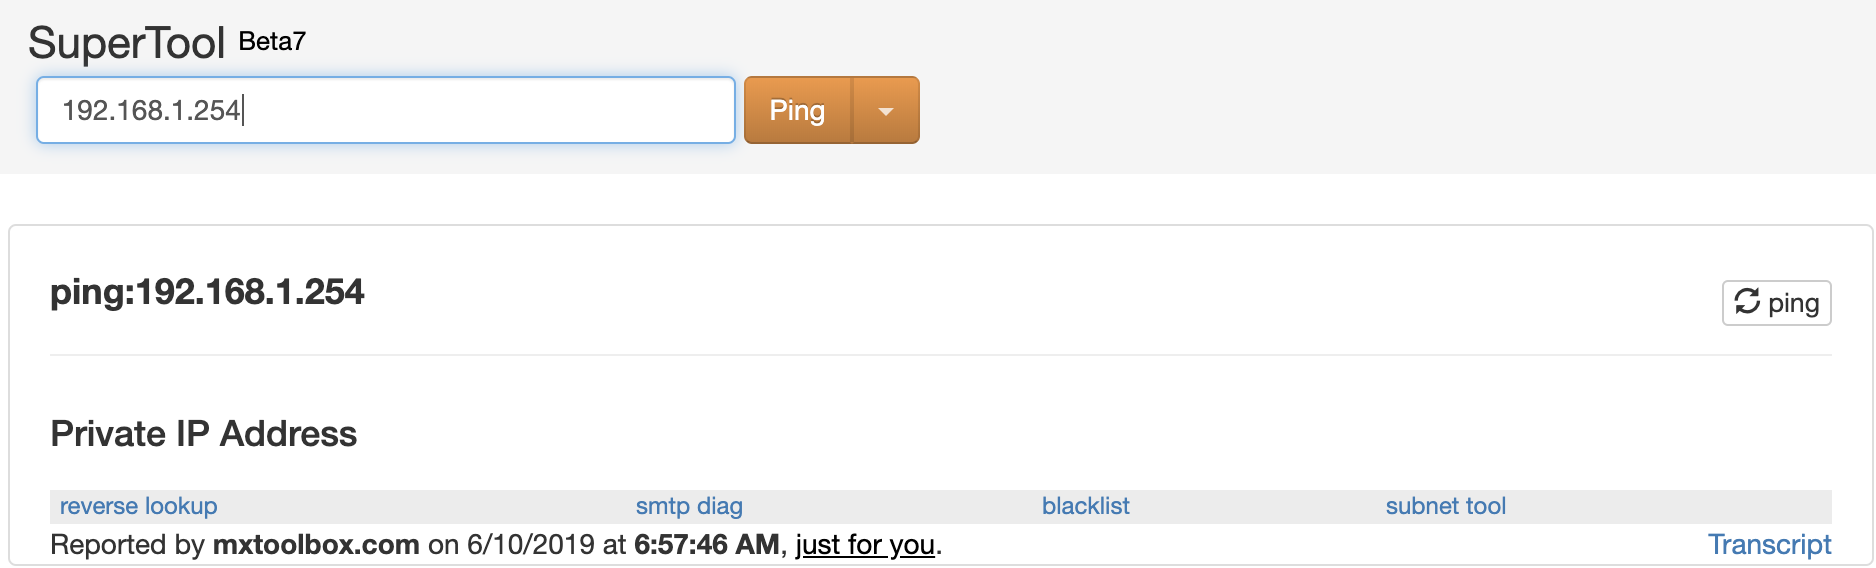 SuperTool Beta7
192.168.1.254
Ping
ping:192.168.1.254
ping
Private IP Address
reverse lookup smtp diag blacklist subnet tool
Reported by mxtoolbox.com on 6/10/2019 at 6:57:46 AM, just for you. Transcript